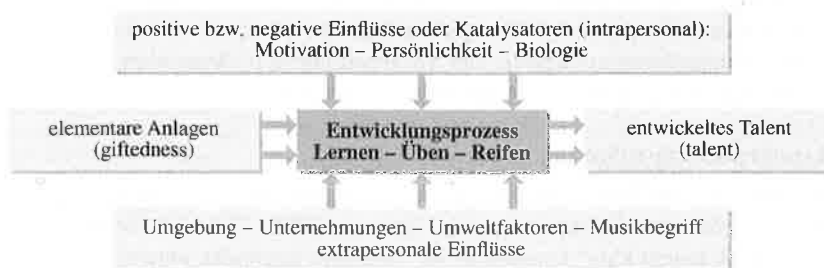 positive bzw. negative Einflüsse oder Katalysatoren (intrapersonal):
Motivation – Persönlichkeit – Biologie
elementare Anlagen
(giftedness)
Entwicklungsprozess
Lernen – Üben – Reifen
entwickeltes Talent
(talent)
Umgebung – Unternehmungen – Umweltfaktoren – Musikbegriff
extrapersonale Einflüsse